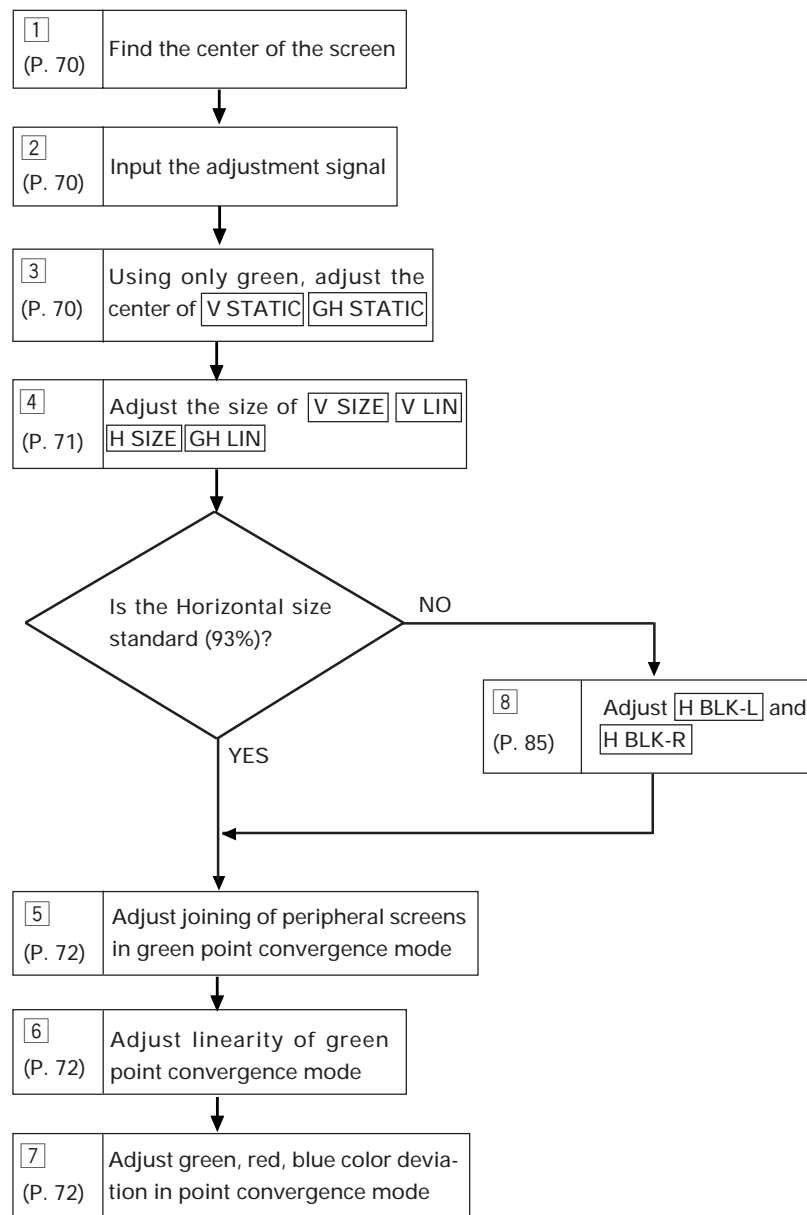 1
(P. 70)
Find the center of the screen
2
(P. 70)
Input the adjustment signal
3
(P. 70)
Using only green, adjust the
center of V STATIC GH STATIC
4
(P. 71)
Adjust the size of V SIZE V LIN
H SIZE GH LIN
Is the Horizontal size
standard (93%)?
NO
8
(P. 85)
Adjust H BLK-L and
H BLK-R
YES
5
(P. 72)
Adjust joining of peripheral screens
in green point convergence mode
6
(P. 72)
Adjust linearity of green
point convergence mode
7
(P. 72)
Adjust green, red, blue color devia-
tion in point convergence mode